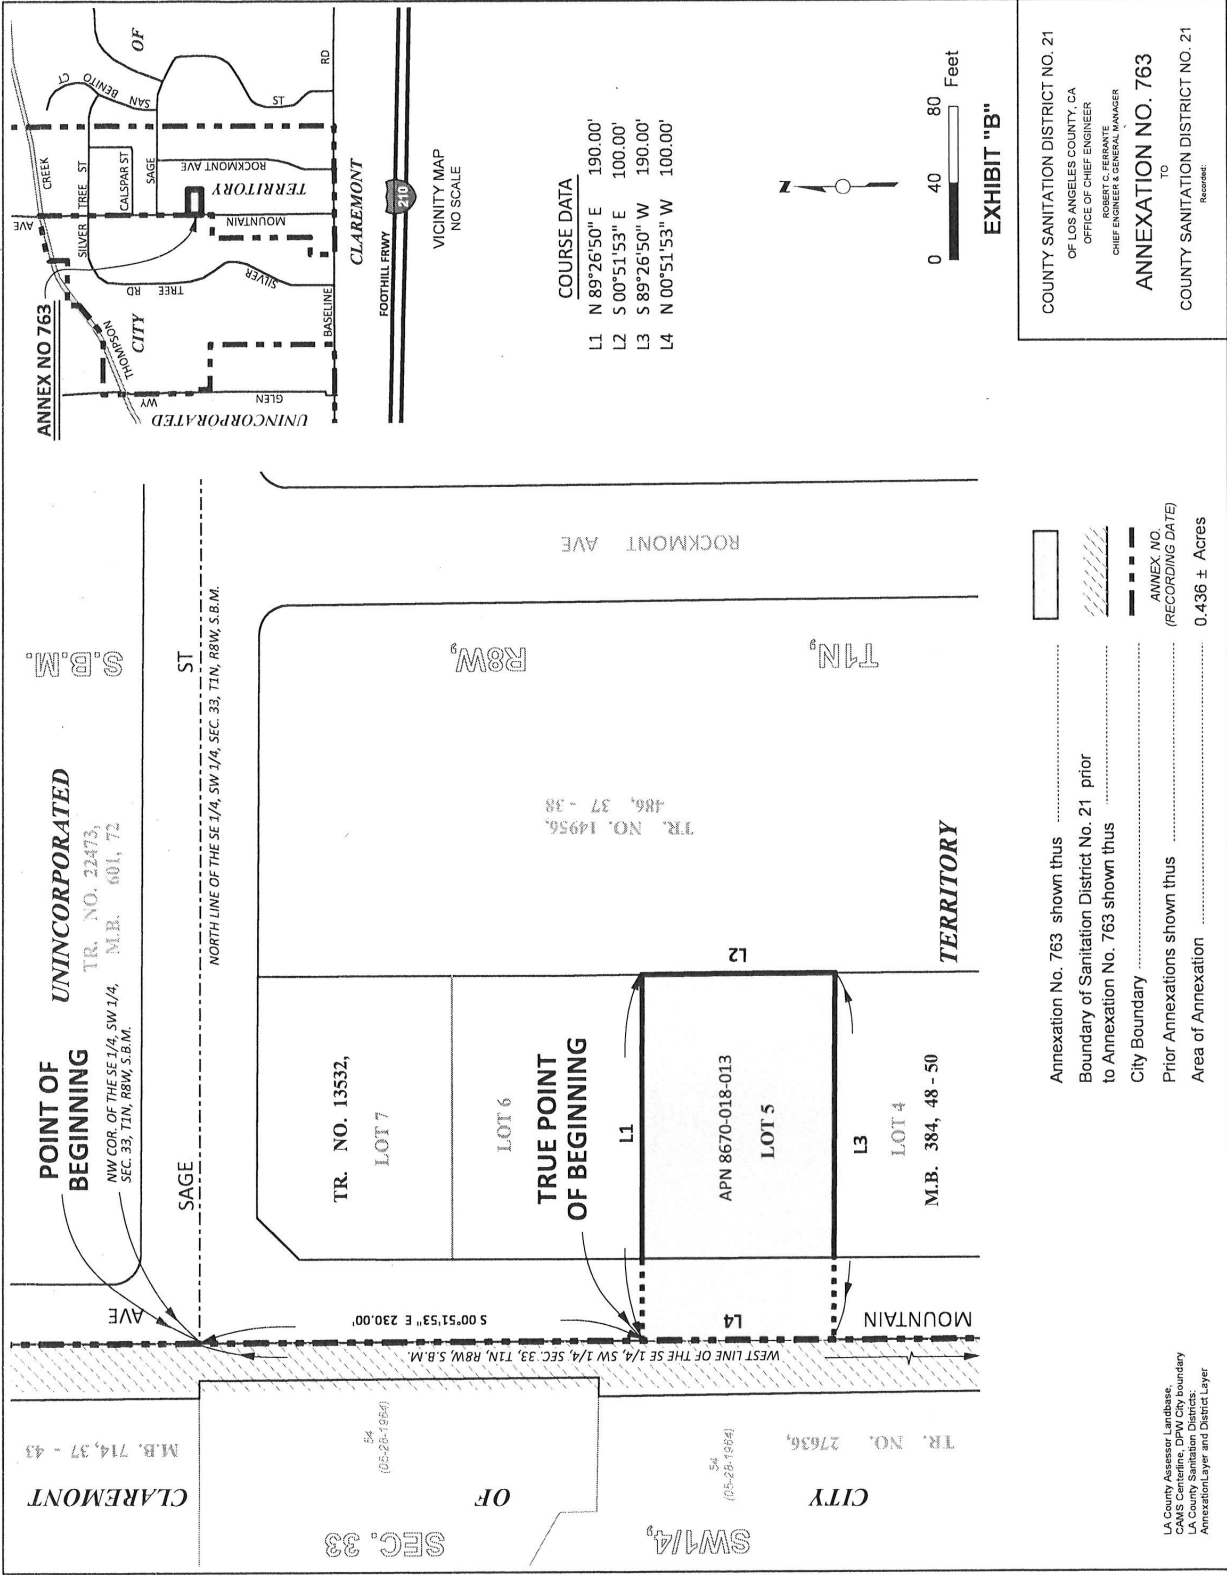 POINT OF
BEGINNING
NW COR. OF THE SE 1/4, SW 1/4,
SEC. 33, T1N, R8W, S.B.M.
UNINCORPORATED
TR. NO. 22473,
M.B. 601, 72
S.B.M.
AVE
SAGE ST
NORTH LINE OF THE SE 1/4, SW 1/4, SEC. 33, T1N, R8W, S.B.M.
CLAREMONT
M.B. 714,37 - 43
S 00°51'53" E 230.00'
WEST LINE OF THE SE 1/4, SW 1/4, SEC. 33, T1N, R8W, S.B.M.
54
(05-28-1964)
OF
SEC. 33
TR. NO. 13532,
LOT 7
LOT 6
TRUE POINT
OF BEGINNING
L1
APN 8670-018-013
LOT 5
L2
L3
L4
LOT 4
M.B. 384, 48 - 50
MOUNTAIN
TR. NO. 14956,
486, 37 - 38
R8W,
T1N,
TERRITORY
ROCKMONT AVE
54
(05-28-1964)
TR. NO. 27636,
CITY
SW1/4,
ANNEX NO 763
CITY
OF
CREEK
AVE
SILVER TREE ST
CALSPAR ST
SAGE
SAN BENITO CT
ROCKMONT AVE
TERRITORY
MOUNTAIN
SILVER
TREE RD
THOMPSON
WY
GLEN
UNINCORPORATED
ST
BASELINE
RD
CLAREMONT
FOOTHILL FRWY
210
VICINITY MAP
NO SCALE
COURSE DATA
L1 N 89°26'50" E 190.00'
L2 S 00°51'53" E 100.00'
L3 S 89°26'50" W 190.00'
L4 N 00°51'53" W 100.00'
N
0 40 80
Feet
EXHIBIT "B"
Annexation No. 763 shown thus
Boundary of Sanitation District No. 21 prior
to Annexation No. 763 shown thus
City Boundary
Prior Annexations shown thus
ANNEX. NO.
(RECORDING DATE)
Area of Annexation 0.436 ± Acres
COUNTY SANITATION DISTRICT NO. 21
OF LOS ANGELES COUNTY, CA
OFFICE OF CHIEF ENGINEER
ROBERT C. FERRANTE
CHIEF ENGINEER & GENERAL MANAGER
ANNEXATION NO. 763
TO
COUNTY SANITATION DISTRICT NO. 21
Recorded:
LA County Assessor Landbase,
CAMS Centerline, DPW City boundary
LA County Sanitation Districts:
AnnexationLayer and District Layer